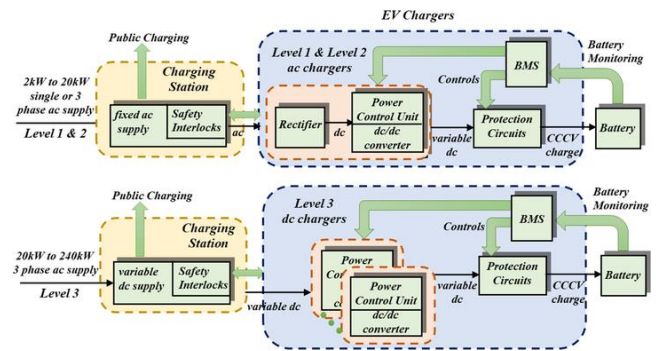 EV Chargers
Public Charging
Level 1 & Level 2
ac chargers
BMS
Battery
Monitoring
Controls
2kW to 20kW
single or 3
phase ac supply
Level 1 & 2
Charging
Station
fixed ac
supply
Safety
Interlocks
ac
Rectifier
dc
Power
Control Unit
dc/dc
converter
variable
dc
Protection
Circuits
CCCV
charge
Battery
Public Charging
Level 3
dc chargers
BMS
Battery
Monitoring
Controls
20kW to 240kW
3 phase ac supply
Level 3
Charging
Station
variable
dc supply
Safety
Interlocks
variable dc
Power
Power
Control Unit
dc/dc
converter
variable
dc
Protection
Circuits
CCCV
charge
Battery